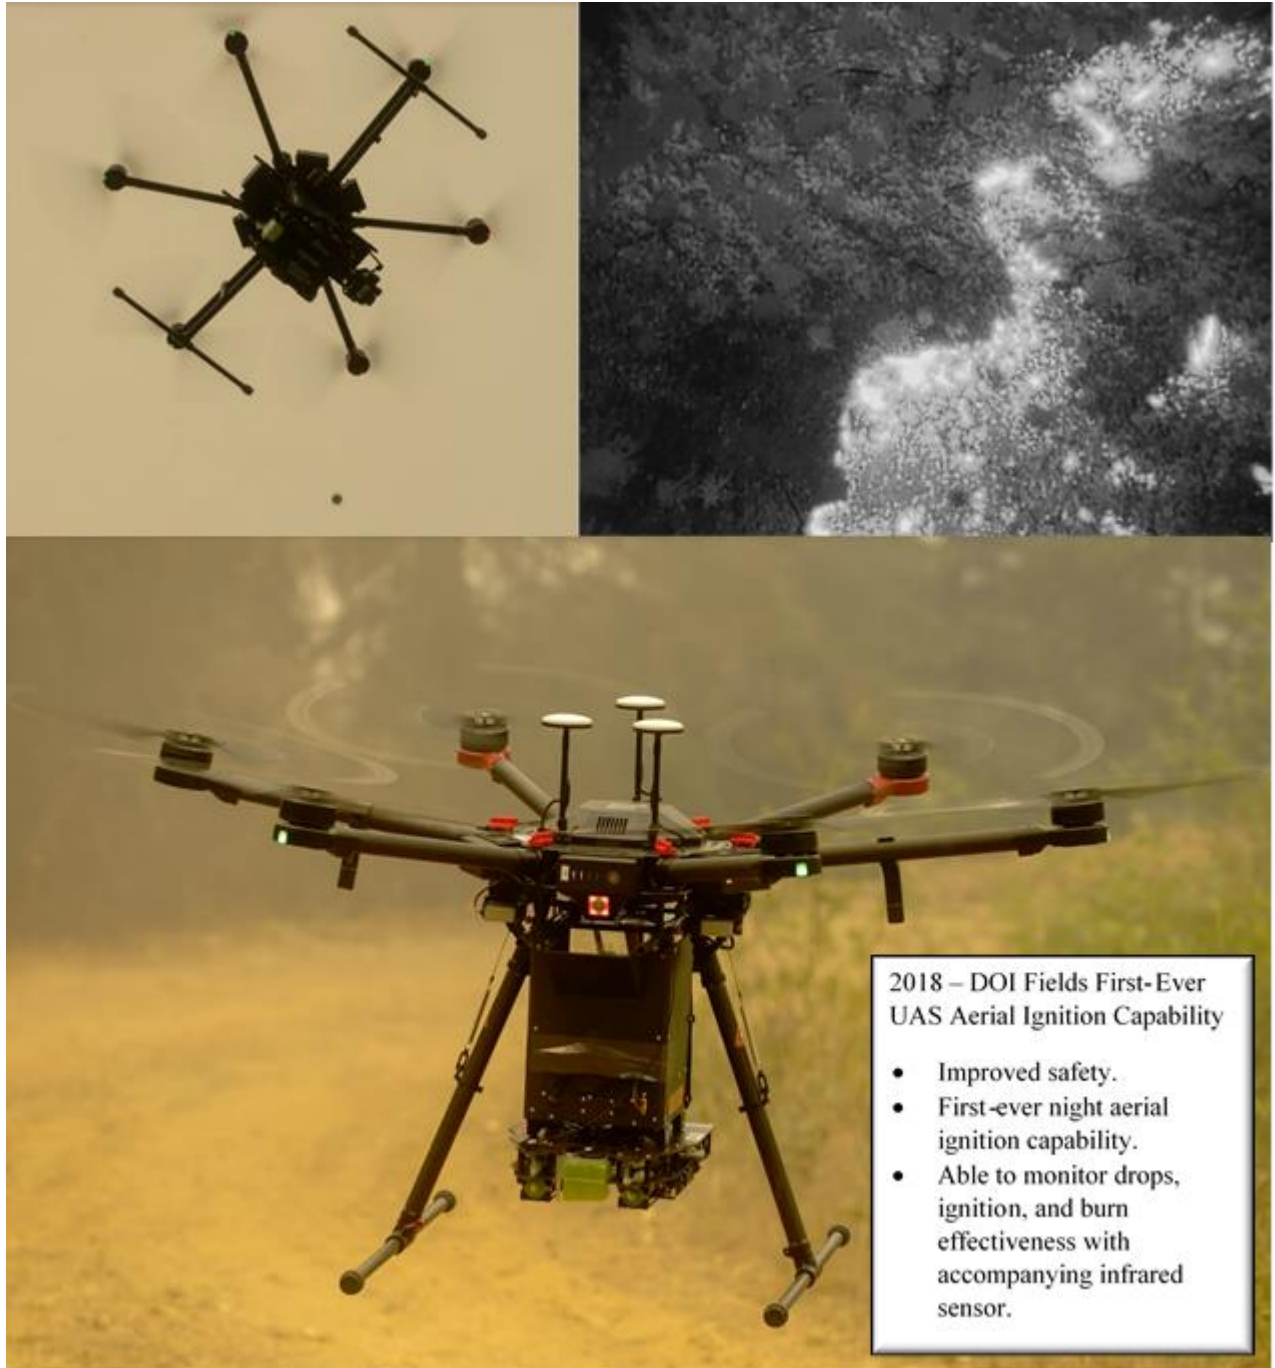 2018 – DOI Fields First-Ever
UAS Aerial Ignition Capability
• Improved safety.
• First-ever night aerial
ignition capability.
• Able to monitor drops,
ignition, and burn
effectiveness with
accompanying infrared
sensor.